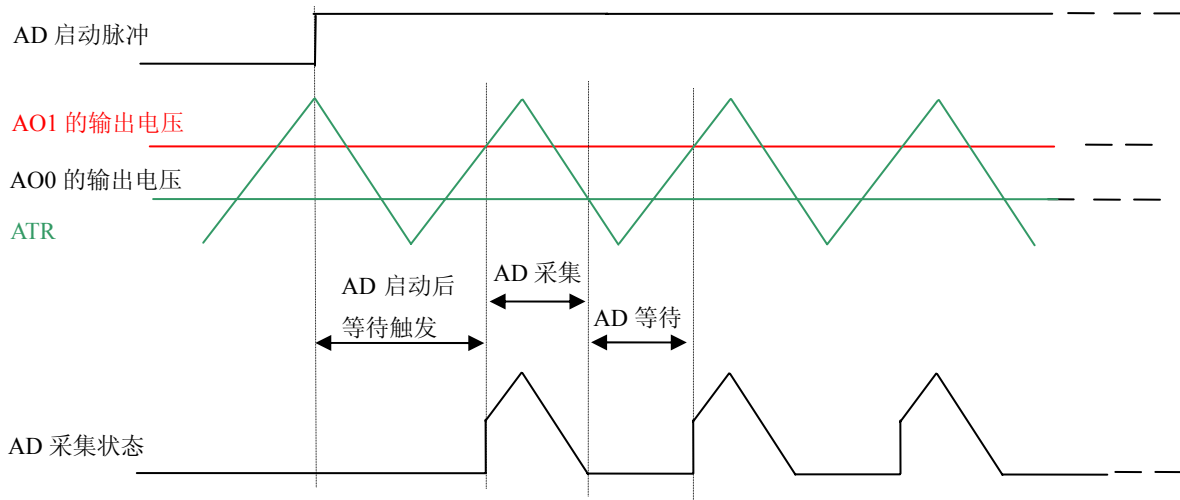 AD 启动脉冲
AO1 的输出电压
AO0 的输出电压
ATR
AD 启动后
等待触发
AD 采集
AD 等待
AD 采集状态